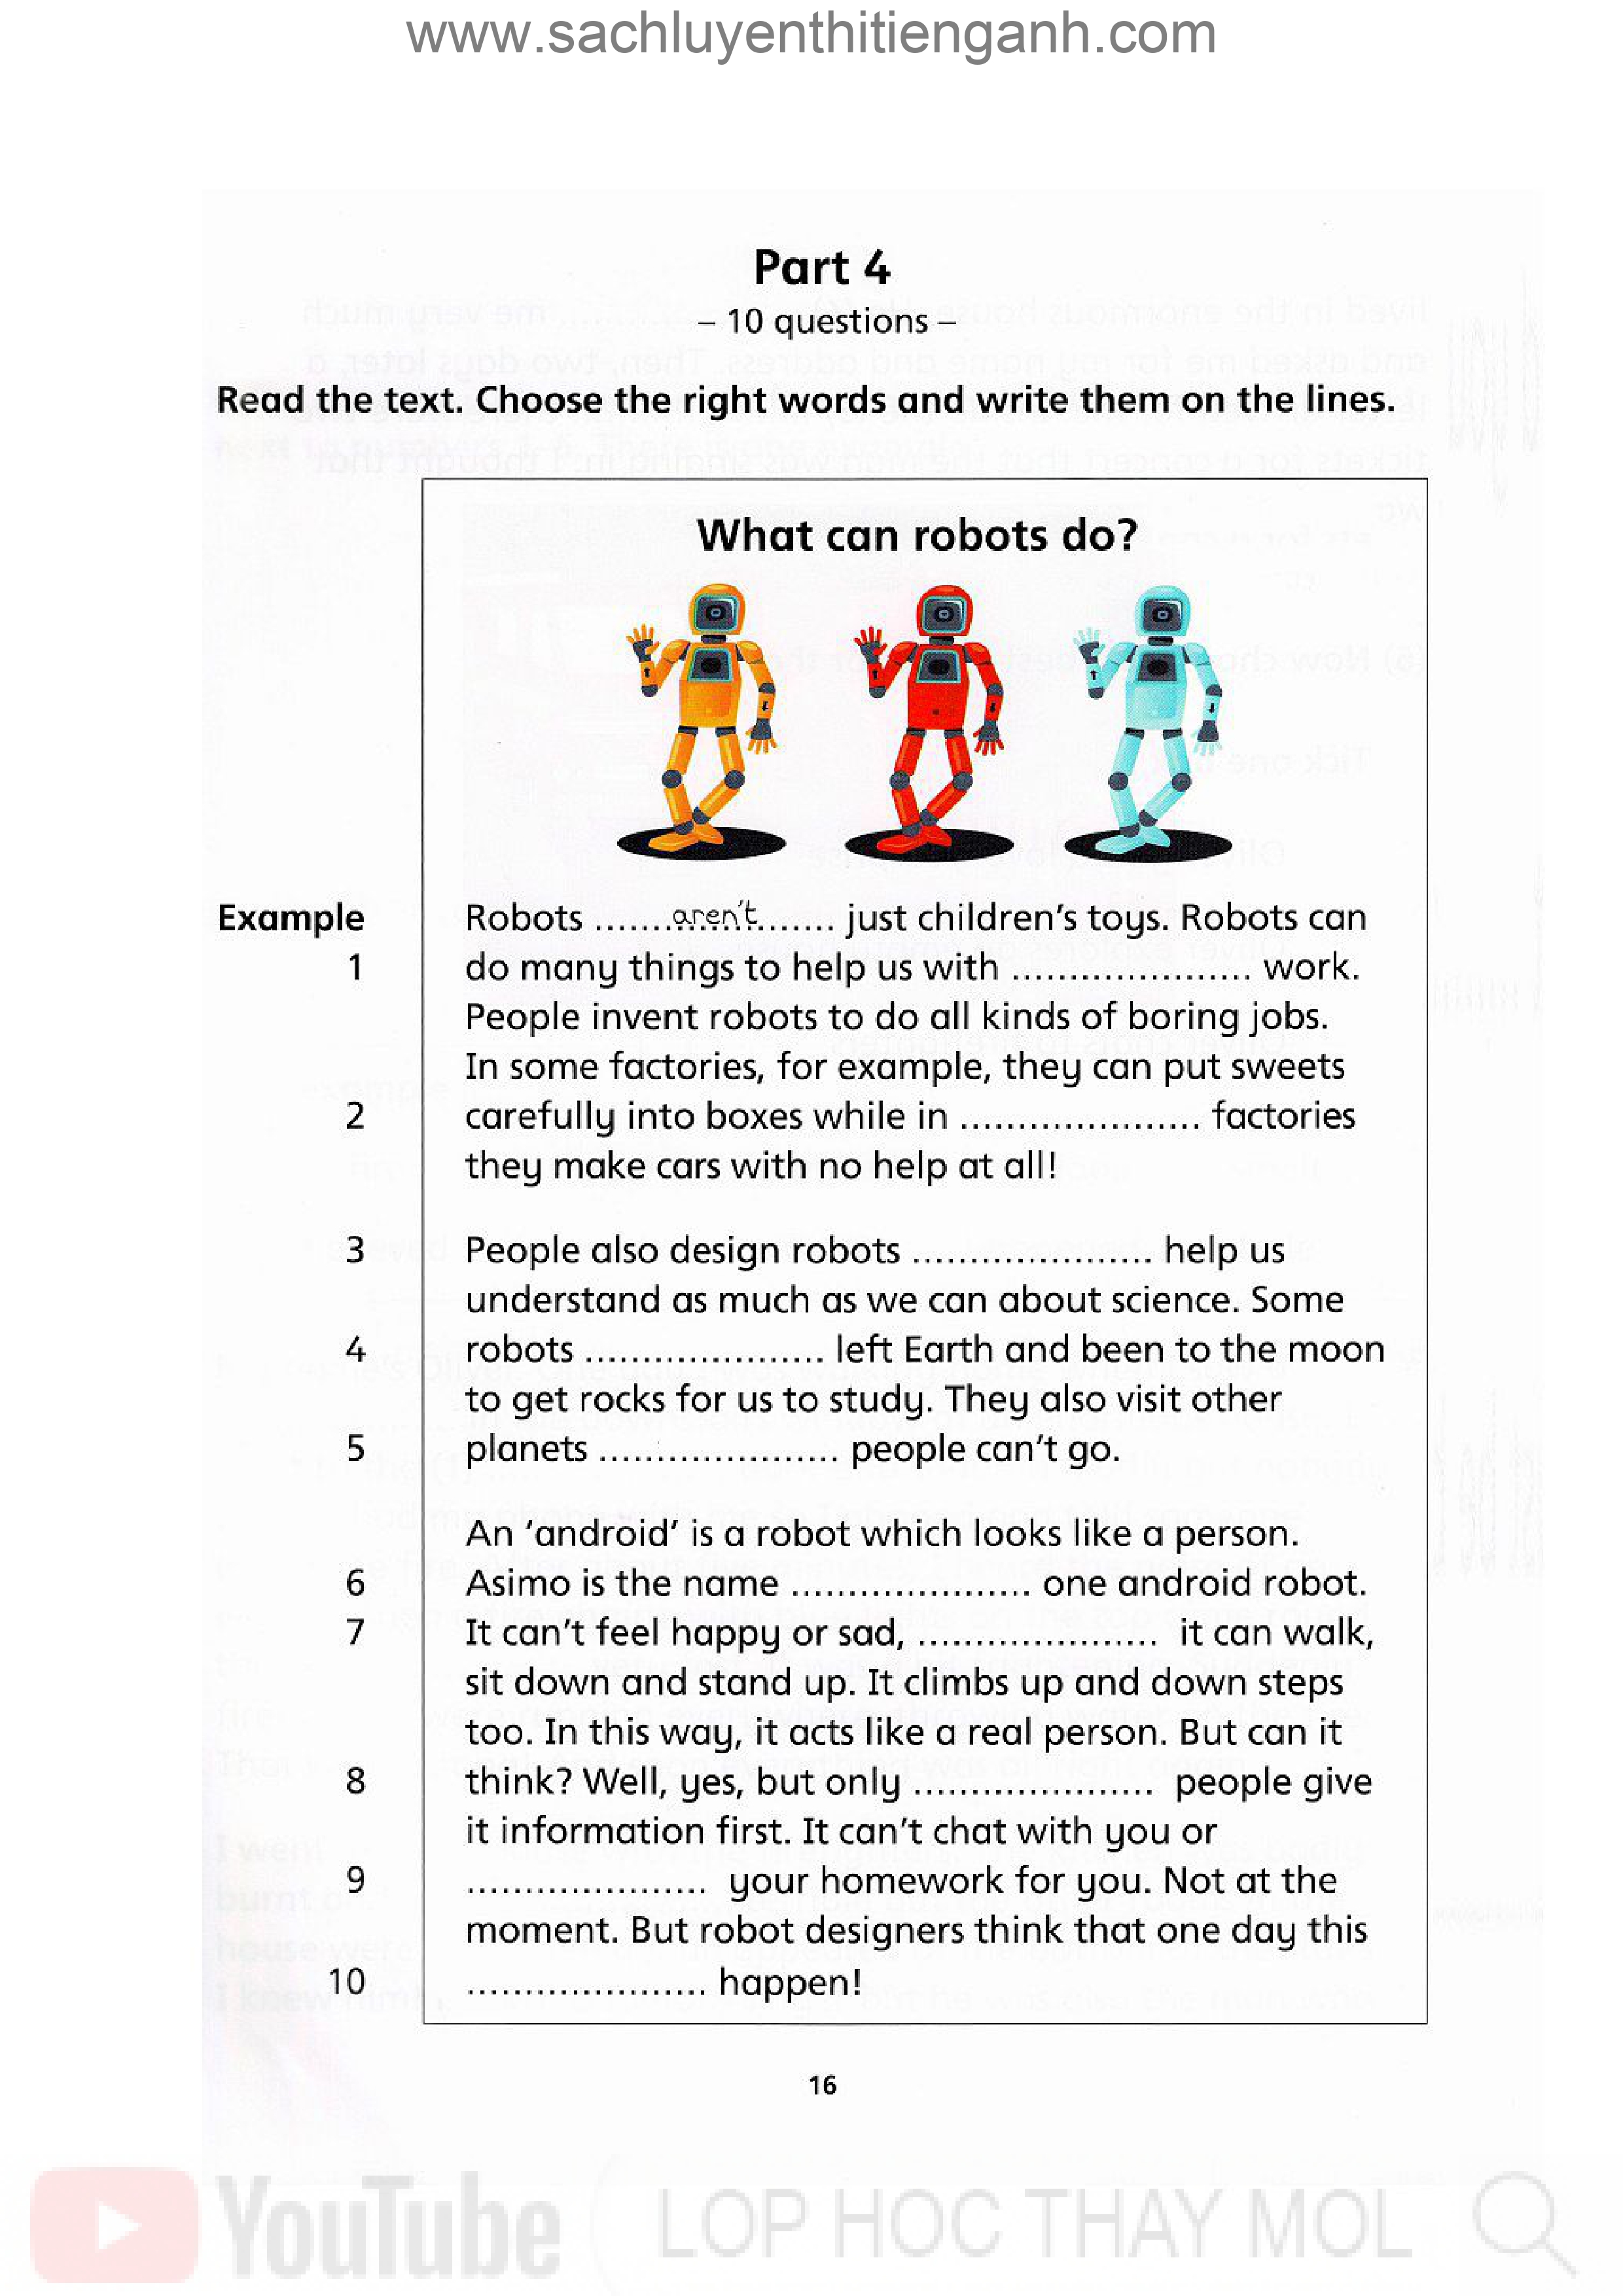 www.sachluyenthitienganh.com
Part 4
– 10 questions –
Read the text. Choose the right words and write them on the lines.
What can robots do?
Example Robots .......aren't....... just children's toys. Robots can
1 do many things to help us with ..................... work.
People invent robots to do all kinds of boring jobs.
In some factories, for example, they can put sweets
2 carefully into boxes while in ..................... factories
they make cars with no help at all!
3 People also design robots ..................... help us
understand as much as we can about science. Some
4 robots ..................... left Earth and been to the moon
to get rocks for us to study. They also visit other
5 planets ..................... people can't go.
An 'android' is a robot which looks like a person.
6 Asimo is the name ..................... one android robot.
7 It can't feel happy or sad, ..................... it can walk,
sit down and stand up. It climbs up and down steps
too. In this way, it acts like a real person. But can it
8 think? Well, yes, but only ..................... people give
it information first. It can't chat with you or
9 ..................... your homework for you. Not at the
moment. But robot designers think that one day this
10 ..................... happen!
16
YouTube LOP HOC THAY MOL